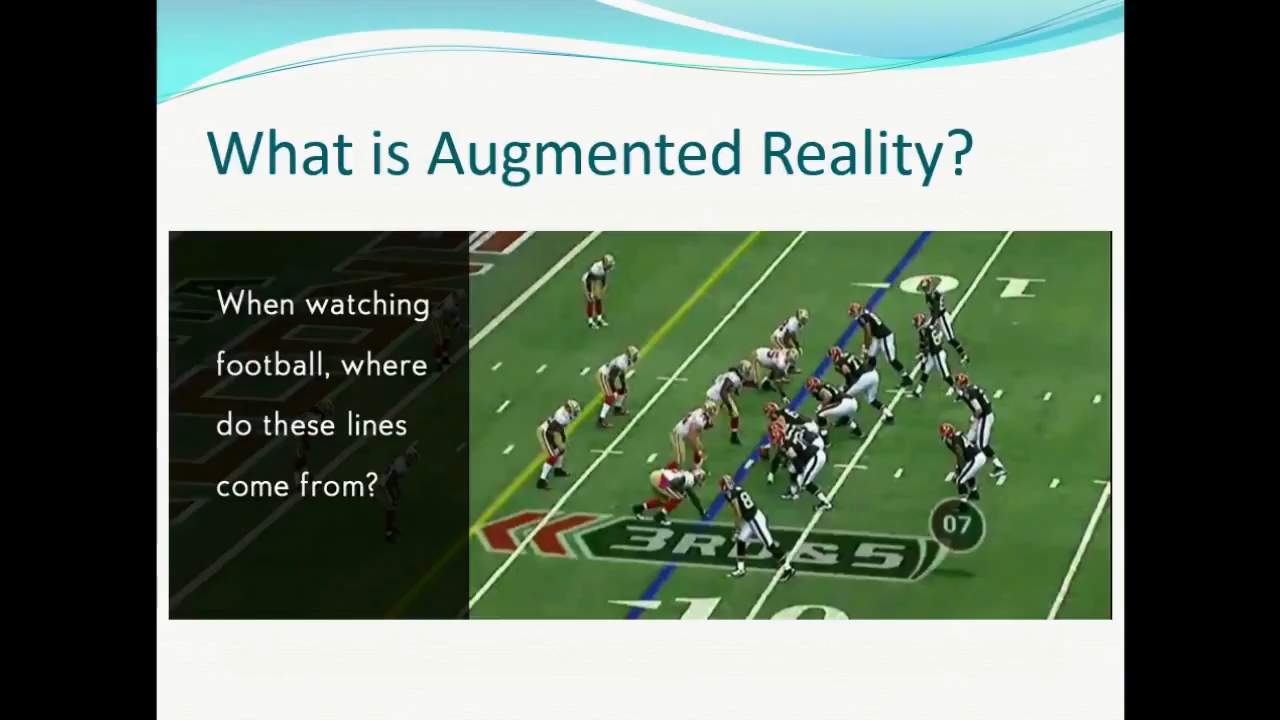 What is Augmented Reality?
When watching
football, where
do these lines
come from?
10
07
3RD & 5
10